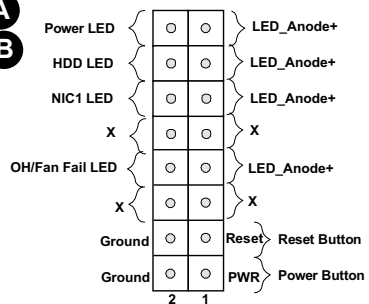 A
B
Power LED LED_Anode+
HDD LED LED_Anode+
NIC1 LED LED_Anode+
X X
OH/Fan Fail LED LED_Anode+
X X
Ground Reset Reset Button
Ground PWR Power Button
2 1